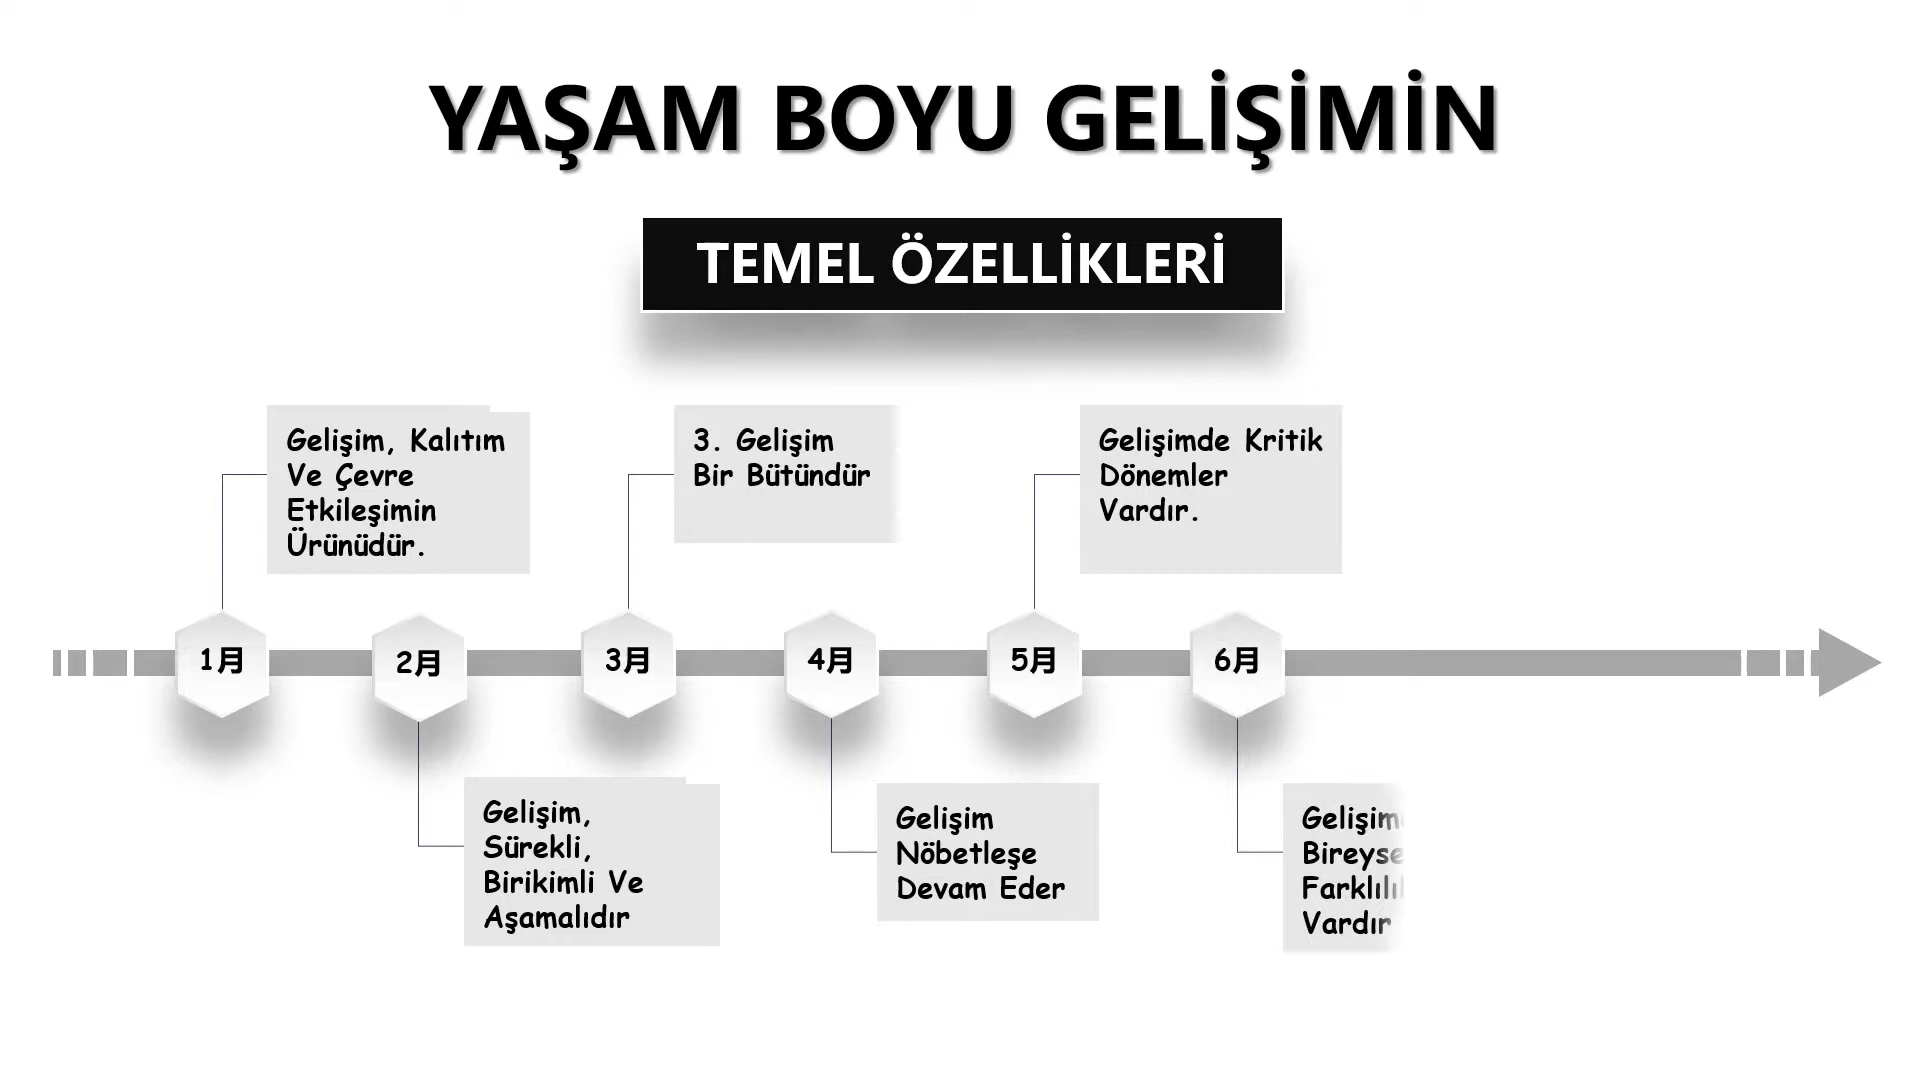 YAŞAM BOYU GELİŞİMİN
TEMEL ÖZELLİKLERİ
Gelişim, Kalıtım
Ve Çevre
Etkileşimin
Ürünüdür.
3. Gelişim
Bir Bütündür
Gelişimde Kritik
Dönemler
Vardır.
1月
2月
3月
4月
5月
6月
Gelişim,
Sürekli,
Birikimli Ve
Aşamalıdır
Gelişim
Nöbetleşe
Devam Eder
Vardır